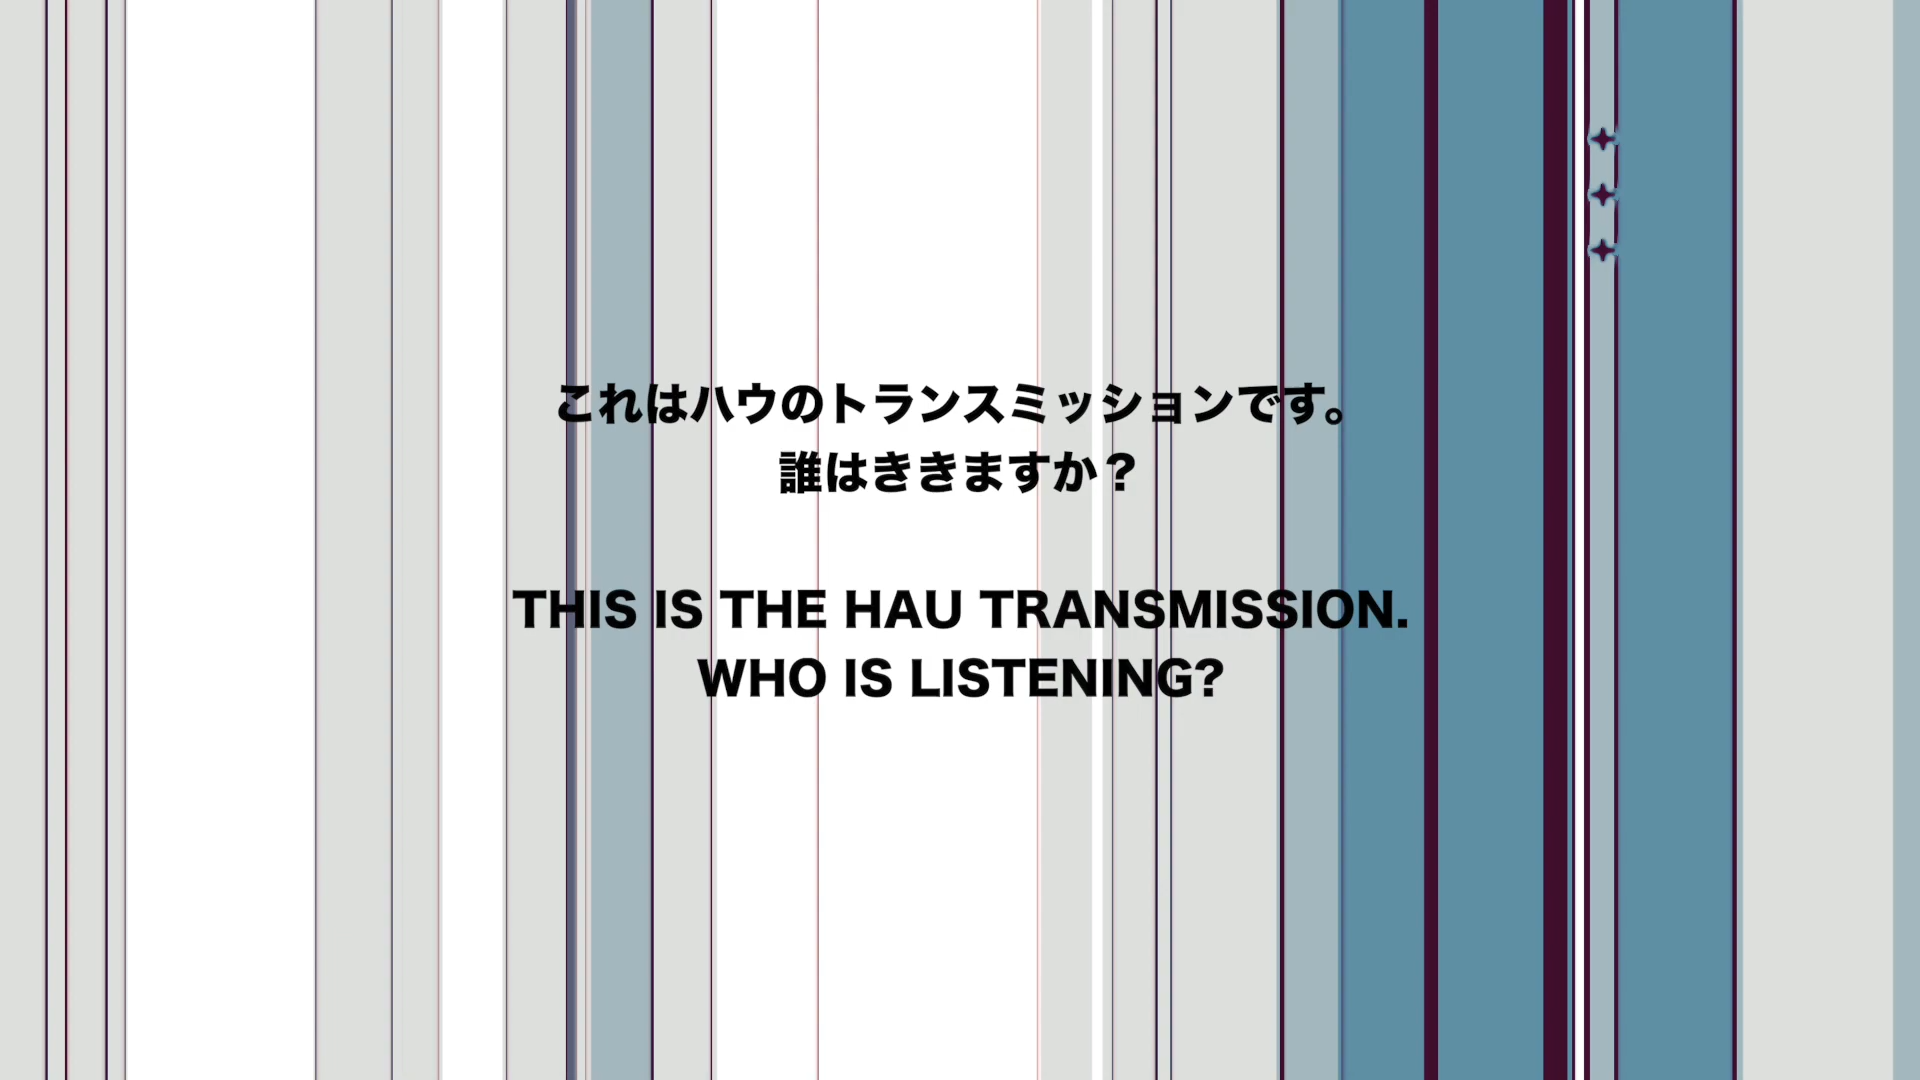 これはハウのトランスミッションです。
誰はききますか？
THIS IS THE HAU TRANSMISSION.
WHO IS LISTENING?